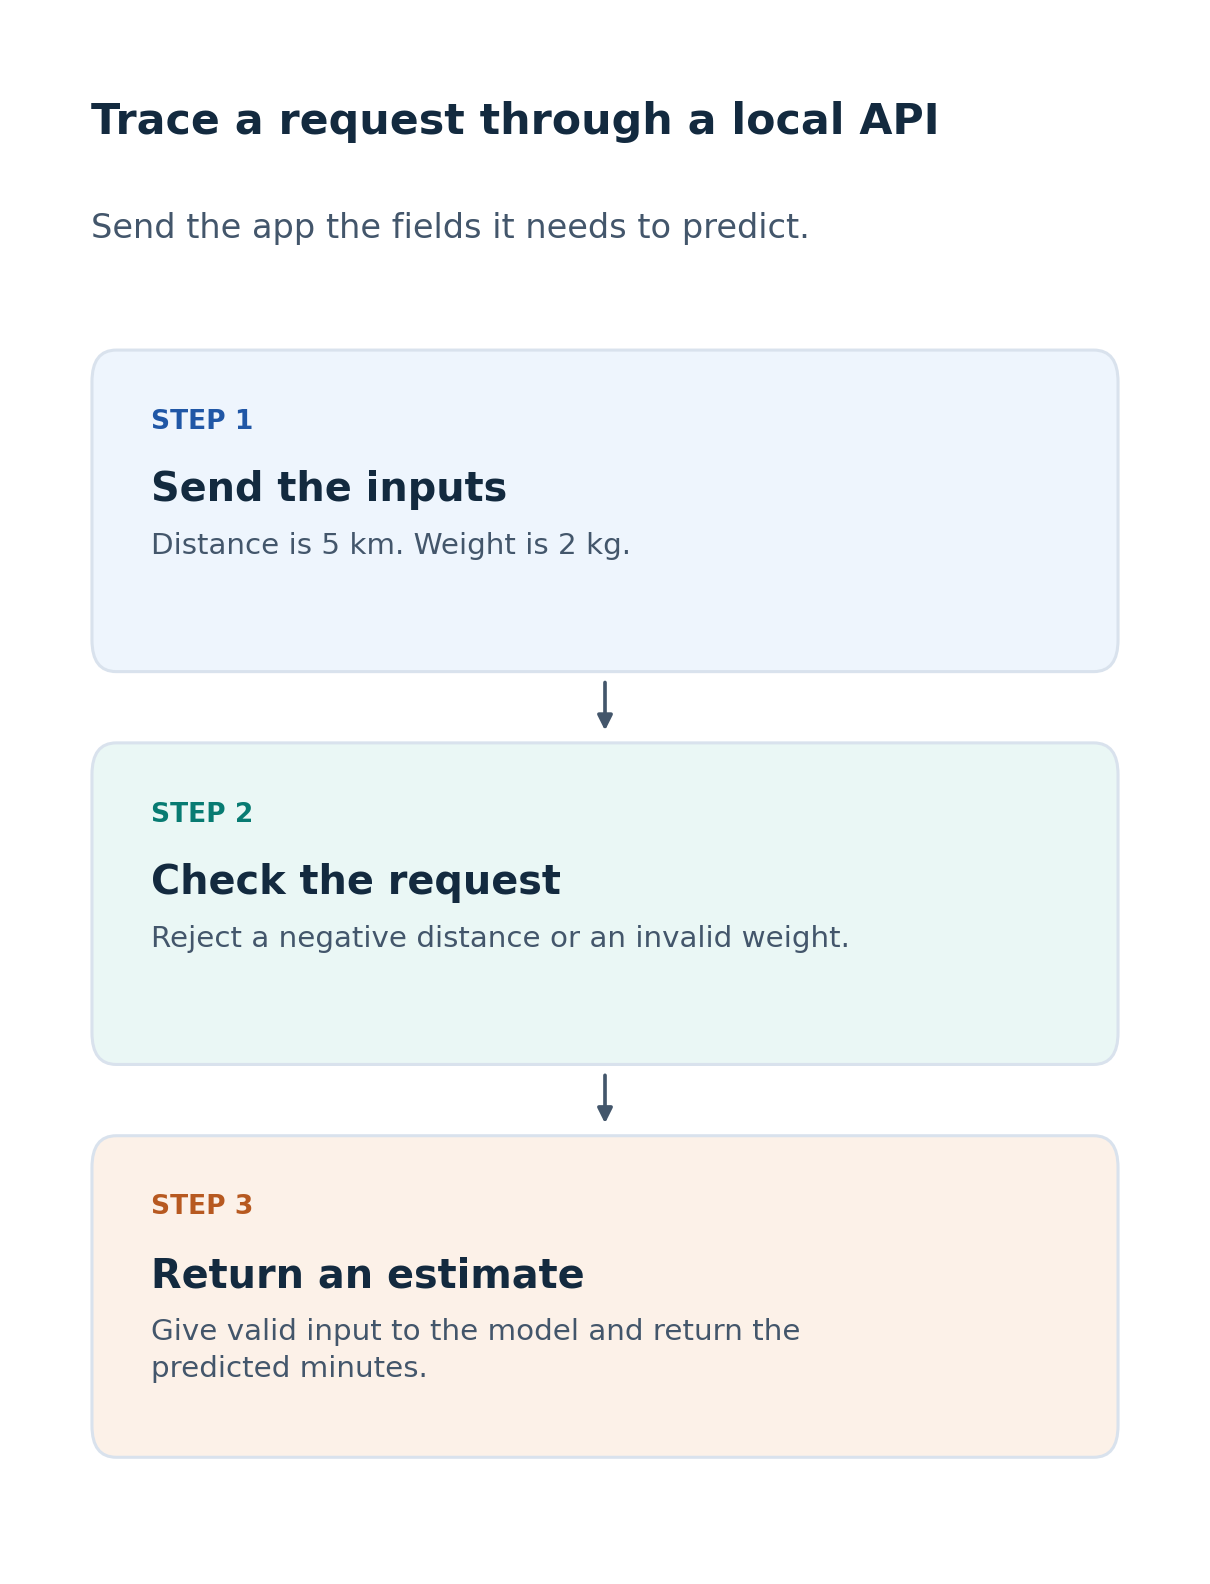 Trace a request through a local API
Send the app the fields it needs to predict.
STEP 1
Send the inputs
Distance is 5 km. Weight is 2 kg.
STEP 2
Check the request
Reject a negative distance or an invalid weight.
STEP 3
Return an estimate
Give valid input to the model and return the
predicted minutes.